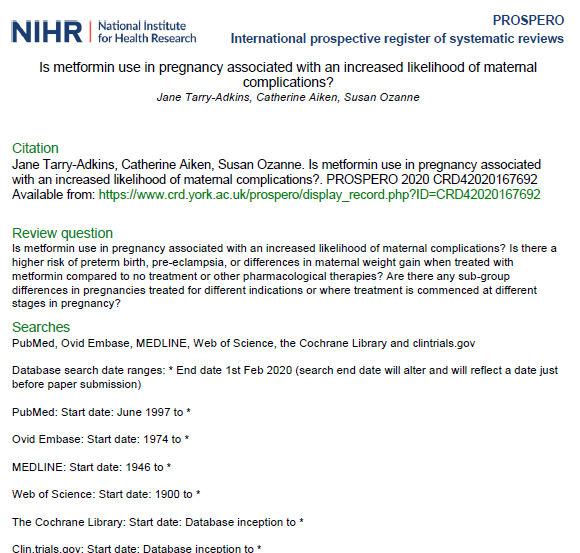 NIHR | National Institute
for Health Research
PROSPERO
International prospective register of systematic reviews
Is metformin use in pregnancy associated with an increased likelihood of maternal
complications?
Jane Tarry-Adkins, Catherine Aiken, Susan Ozanne
Citation
Jane Tarry-Adkins, Catherine Aiken, Susan Ozanne. Is metformin use in pregnancy associated
with an increased likelihood of maternal complications?. PROSPERO 2020 CRD42020167692
Available from: https://www.crd.york.ac.uk/prospero/display_record.php?ID=CRD42020167692
Review question
Is metformin use in pregnancy associated with an increased likelihood of maternal complications? Is there a
higher risk of preterm birth, pre-eclampsia, or differences in maternal weight gain when treated with
metformin compared to no treatment or other pharmacological therapies? Are there any sub-group
differences in pregnancies treated for different indications or where treatment is commenced at different
stages in pregnancy?
Searches
PubMed, Ovid Embase, MEDLINE, Web of Science, the Cochrane Library and clintrials.gov
Database search date ranges: * End date 1st Feb 2020 (search end date will alter and will reflect a date just
before paper submission)
PubMed: Start date: June 1997 to *
Ovid Embase: Start date: 1974 to *
MEDLINE: Start date: 1946 to *
Web of Science: Start date: 1900 to *
The Cochrane Library: Start date: Database inception to *
Clin.trials.gov: Start date: Database inception to *